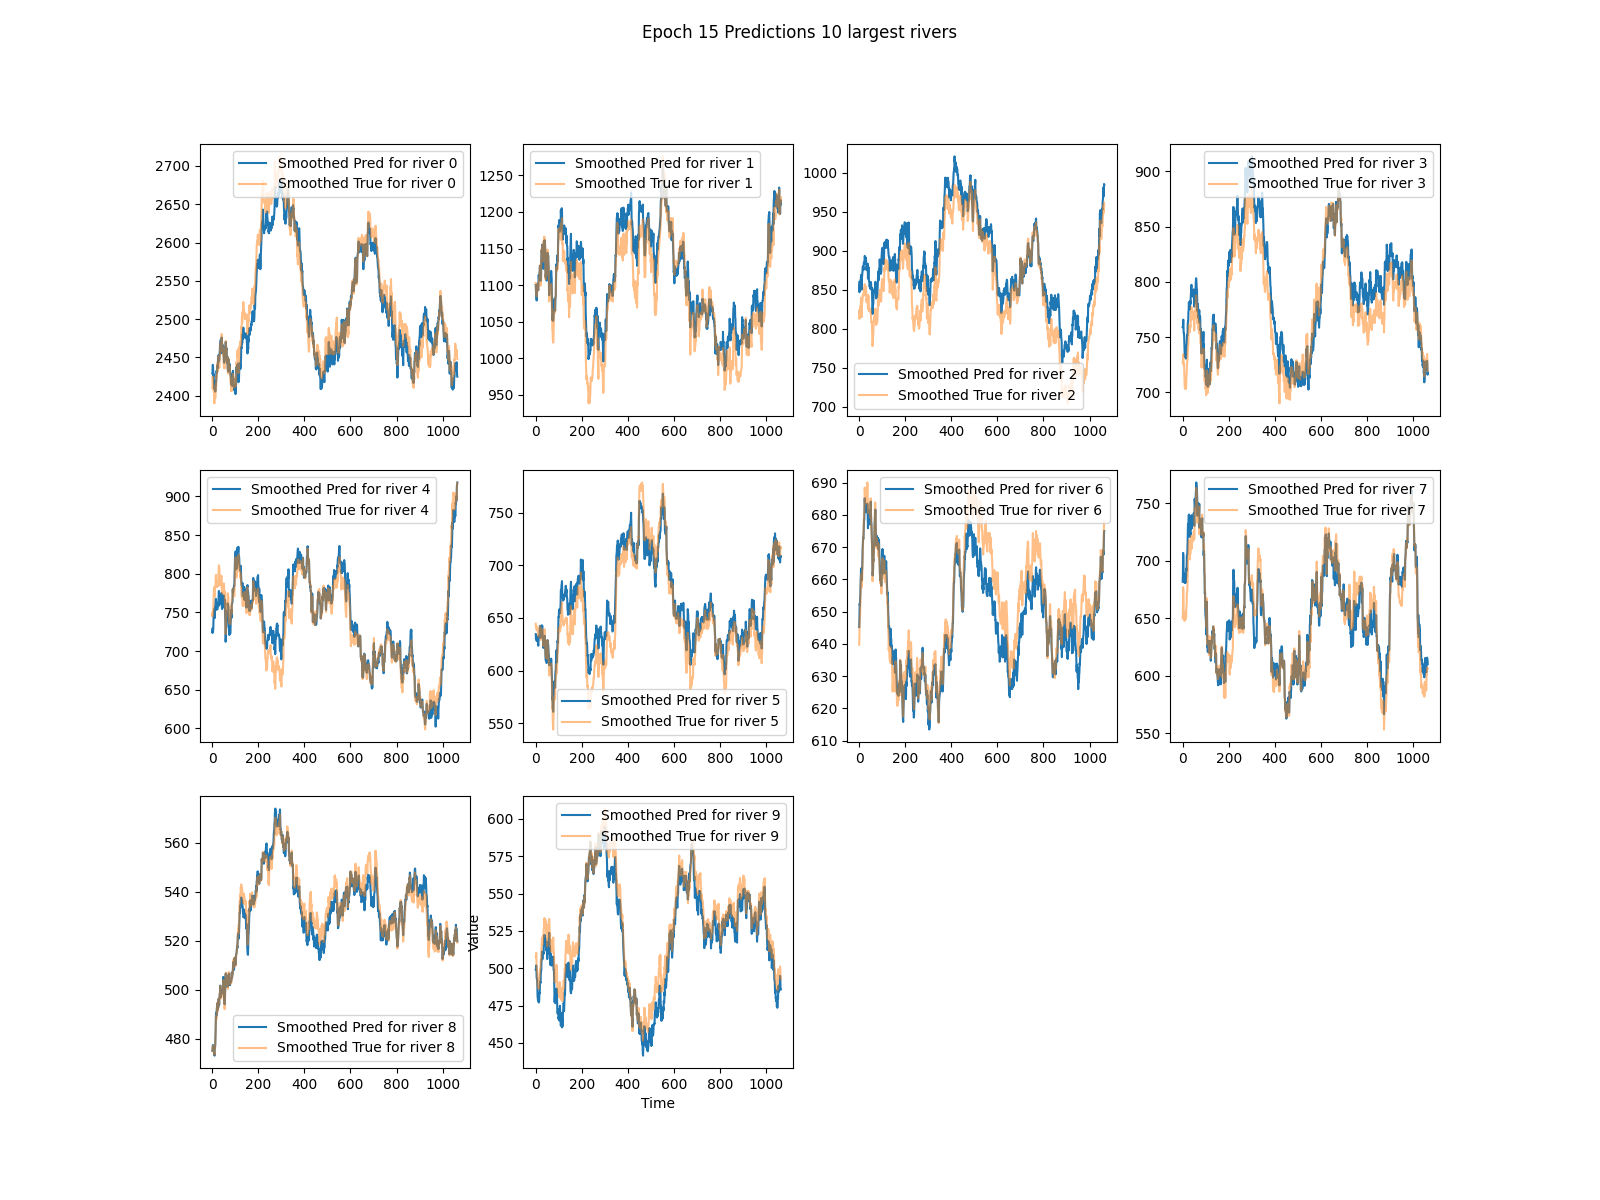 Epoch 15 Predictions 10 largest rivers
Smoothed Pred for river 0
Smoothed True for river 0
2700
2650
2600
2550
2500
2450
2400
0 200 400 600 800 1000
Smoothed Pred for river 1
Smoothed True for river 1
1250
1200
1150
1100
1050
1000
950
0 200 400 600 800 1000
1000
950
900
850
800
750
700
Smoothed Pred for river 2
Smoothed True for river 2
0 200 400 600 800 1000
Smoothed Pred for river 3
Smoothed True for river 3
900
850
800
750
700
0 200 400 600 800 1000
Smoothed Pred for river 4
Smoothed True for river 4
900
850
800
750
700
650
600
0 200 400 600 800 1000
750
700
650
600
550
Smoothed Pred for river 5
Smoothed True for river 5
0 200 400 600 800 1000
Smoothed Pred for river 6
Smoothed True for river 6
690
680
670
660
650
640
630
620
610
0 200 400 600 800 1000
Smoothed Pred for river 7
Smoothed True for river 7
750
700
650
600
550
0 200 400 600 800 1000
560
540
520
500
480
Smoothed Pred for river 8
Smoothed True for river 8
0 200 400 600 800 1000
Smoothed Pred for river 9
Smoothed True for river 9
600
575
550
525
500
475
450
Value
0 200 400 600 800 1000
Time